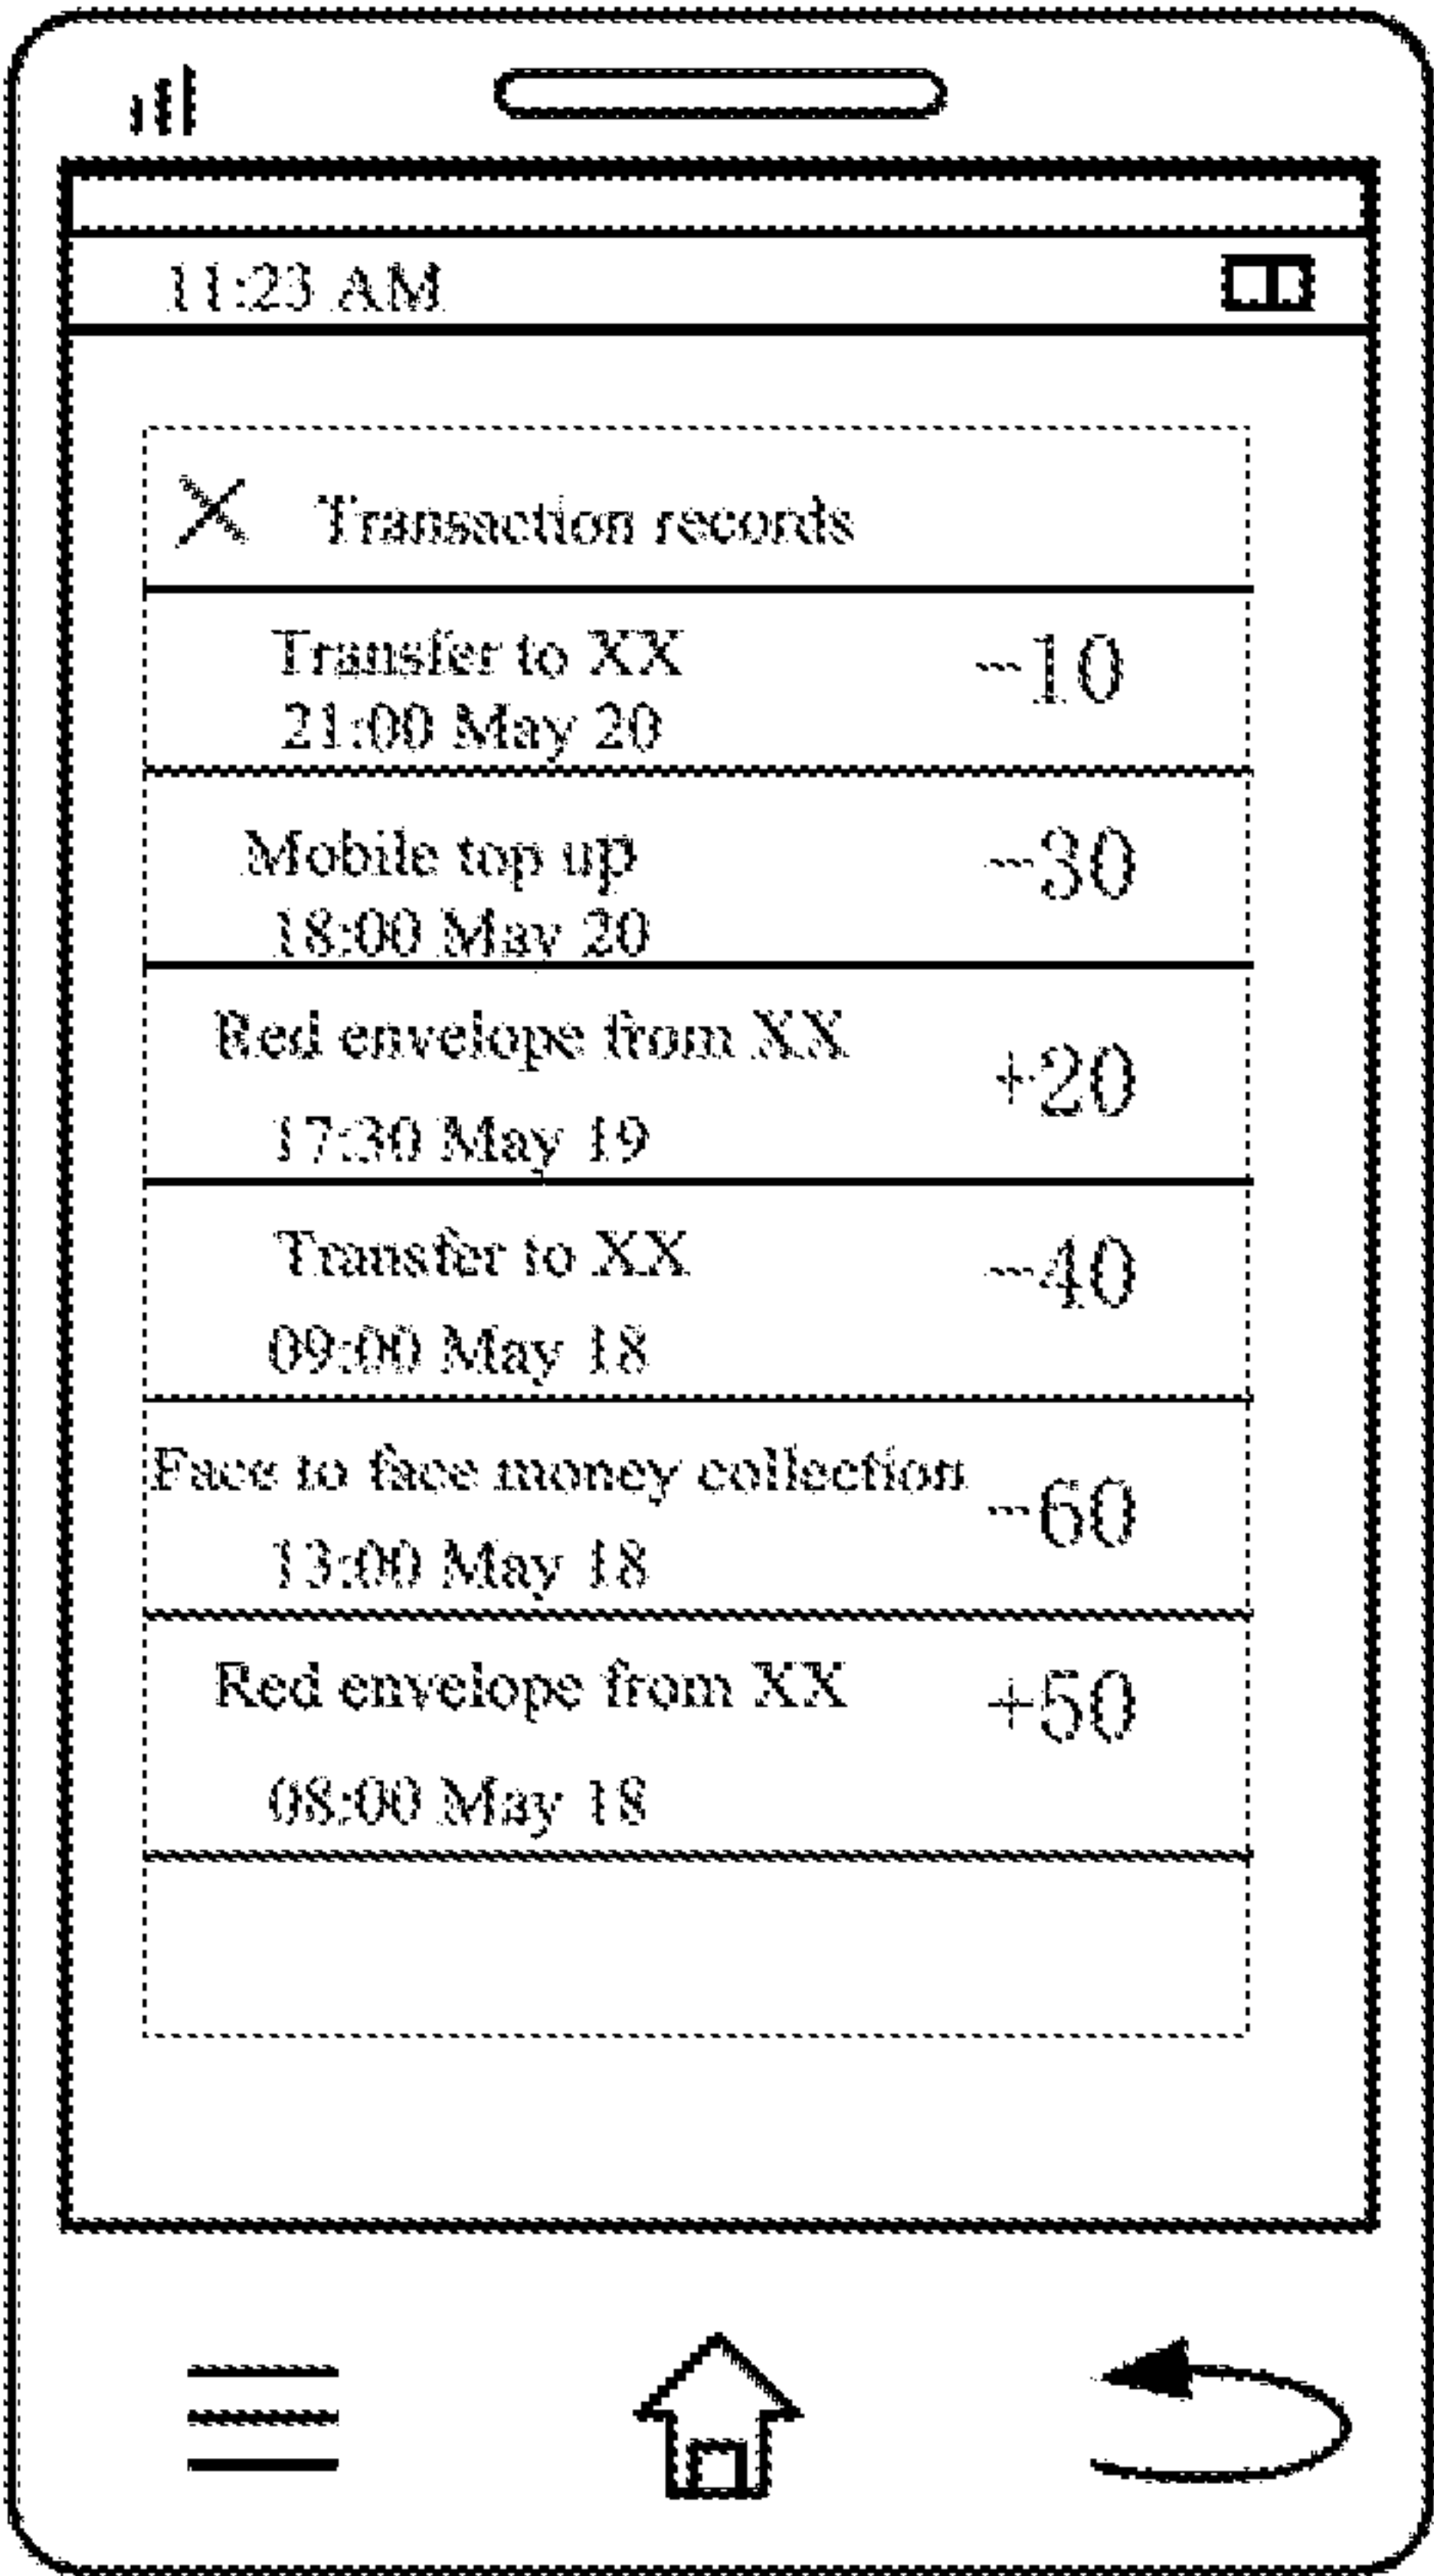 11:23 AM
Transaction records
Transfer to XX
--10
21:00 May 20
Mobile top up
--30
18:00 May 20
Red envelope from XX
+20
17:30 May 19
Transfer to XX
--40
09:00 May 18
Face to face money collection
--60
13:00 May 18
Red envelope from XX
+50
08:00 May 18